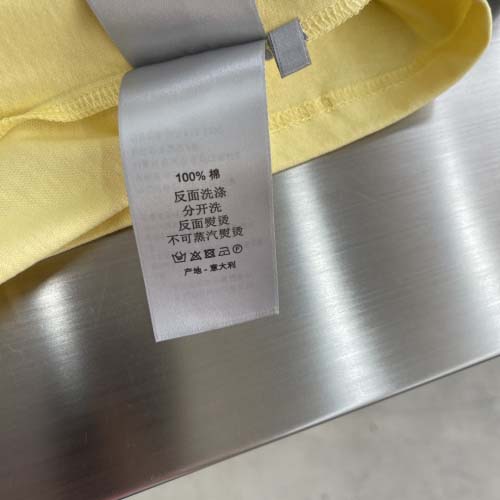 100% 棉
反面洗涤
分开洗
反面熨烫
不可蒸汽熨烫
产地 - 意大利